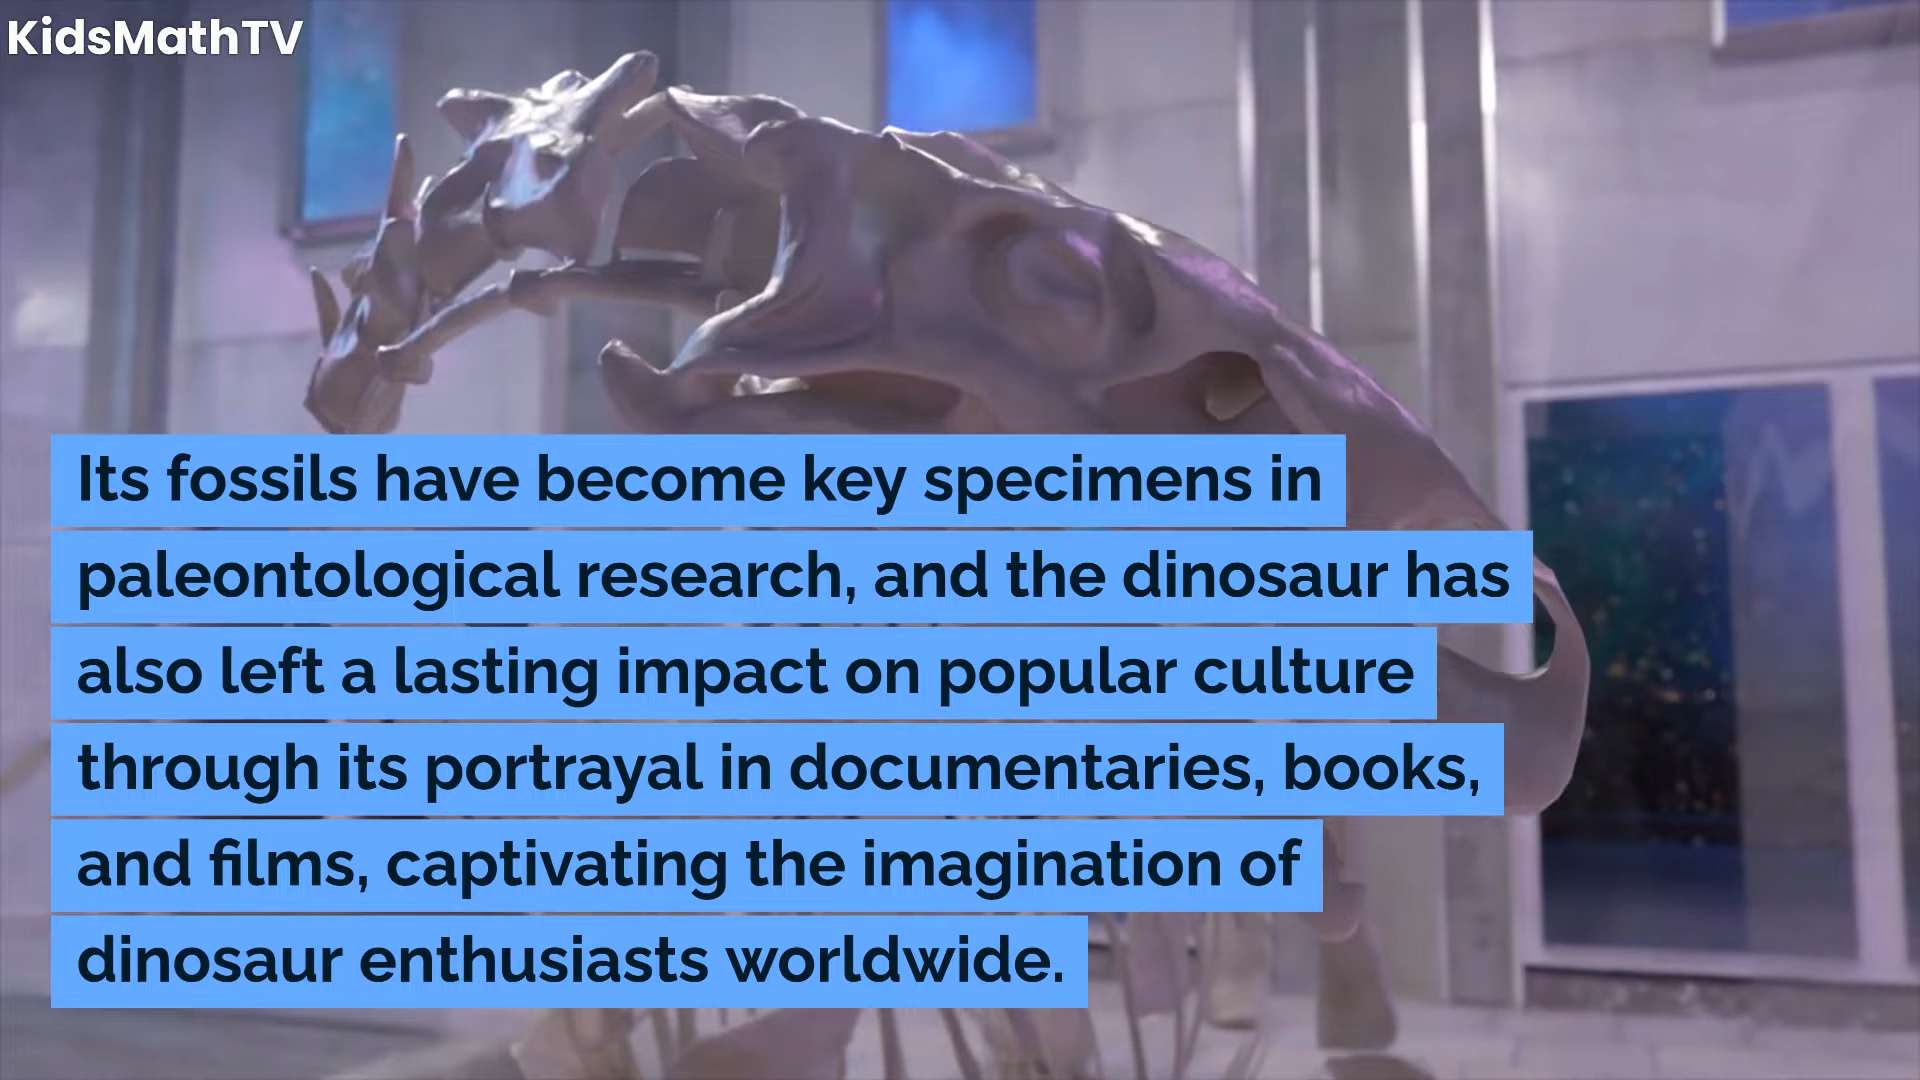 KidsMathTV
Its fossils have become key specimens in
paleontological research, and the dinosaur has
also left a lasting impact on popular culture
through its portrayal in documentaries, books,
and films, captivating the imagination of
dinosaur enthusiasts worldwide.